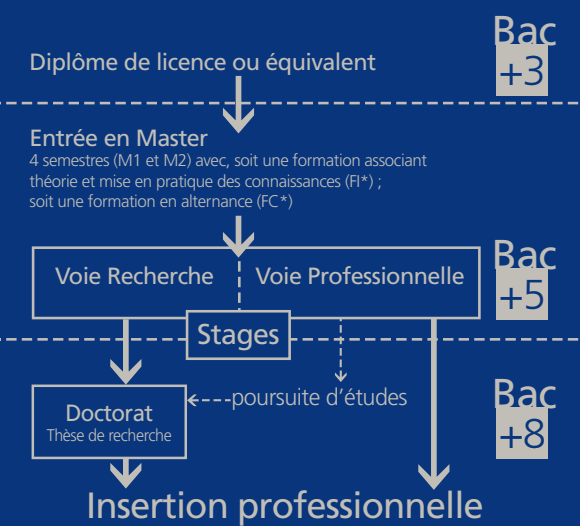 Bac
+3
Diplôme de licence ou équivalent
Entrée en Master
4 semestres (M1 et M2) avec, soit une formation associant
théorie et mise en pratique des connaissances (FI*) ;
soit une formation en alternance (FC*)
Voie Recherche
Voie Professionnelle
Bac
+5
Stages
poursuite d'études
Doctorat
Thèse de recherche
Bac
+8
Insertion professionnelle